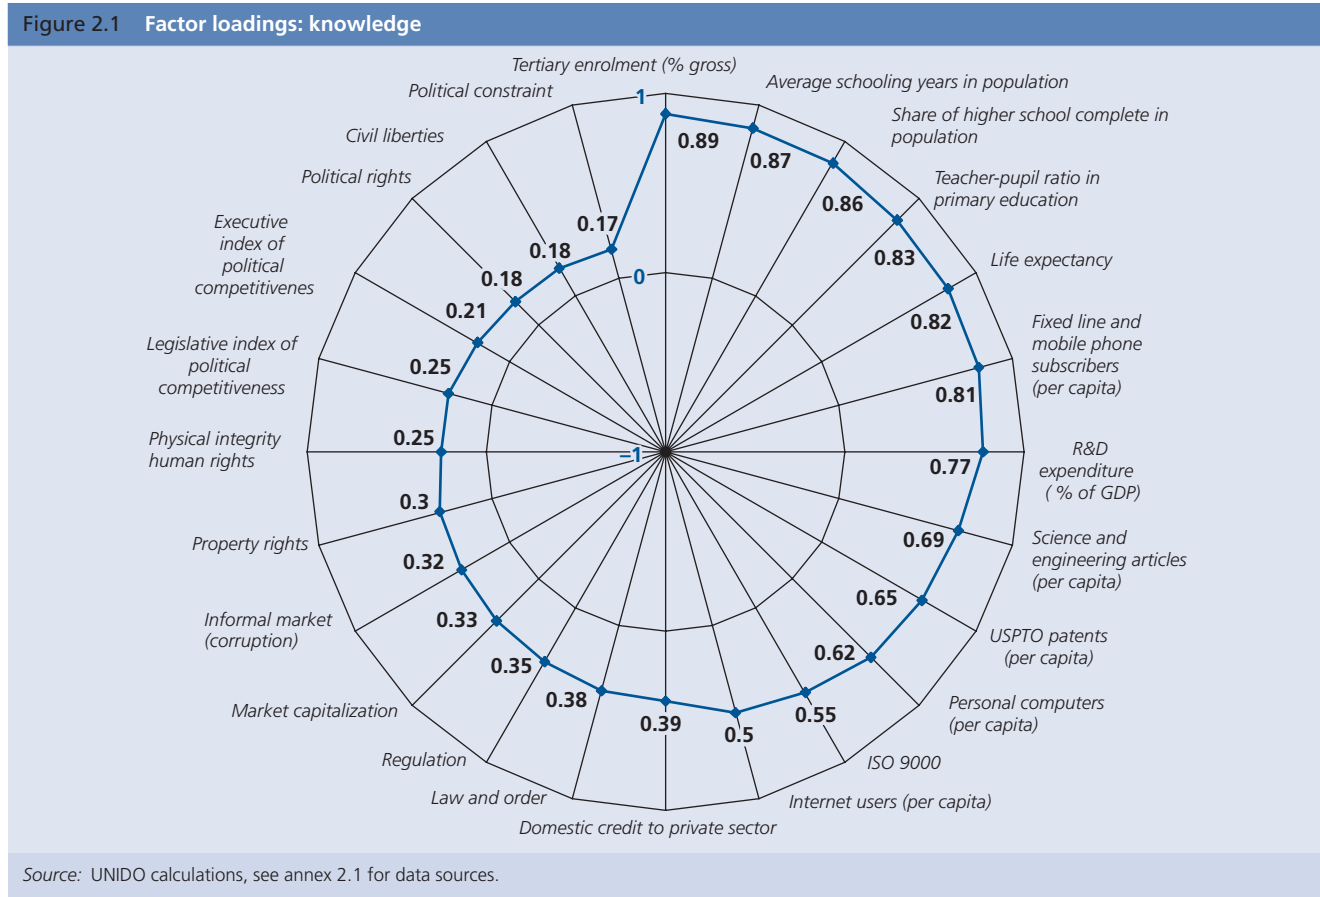 Figure 2.1 Factor loadings: knowledge
Tertiary enrolment (% gross)
Average schooling years in population
Share of higher school complete in
population
Teacher-pupil ratio in
primary education
Life expectancy
Fixed line and
mobile phone
subscribers
(per capita)
R&D
expenditure
( % of GDP)
Science and
engineering articles
(per capita)
USPTO patents
(per capita)
Personal computers
(per capita)
ISO 9000
Internet users (per capita)
Domestic credit to private sector
Law and order
Regulation
Market capitalization
Informal market
(corruption)
Property rights
Physical integrity
human rights
Legislative index of
political
competitiveness
Executive
index of
political
competitivenes
Political rights
Civil liberties
Political constraint
1
0
–1
0.89
0.87
0.86
0.83
0.82
0.81
0.77
0.69
0.65
0.62
0.55
0.5
0.39
0.38
0.35
0.33
0.32
0.3
0.25
0.25
0.21
0.18
0.18
0.17
Source: UNIDO calculations, see annex 2.1 for data sources.